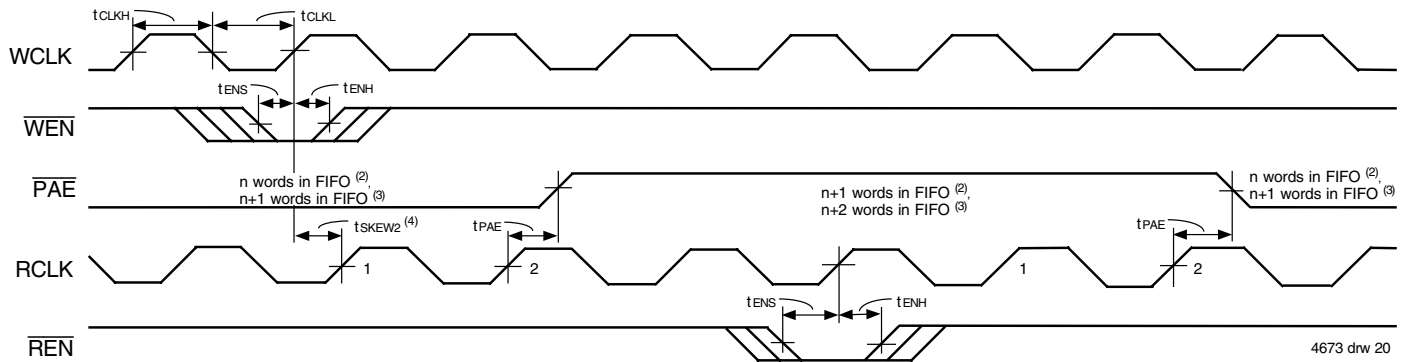 tCLKH
tCLKL
WCLK
tENS
tENH
WEN
PAE
n words in FIFO (2),
n+1 words in FIFO (3)
n+1 words in FIFO (2),
n+2 words in FIFO (3)
n words in FIFO (2),
n+1 words in FIFO (3)
tSKEW2 (4)
tPAE
tPAE
RCLK
1
2
1
2
tENS
tENH
REN
4673 drw 20